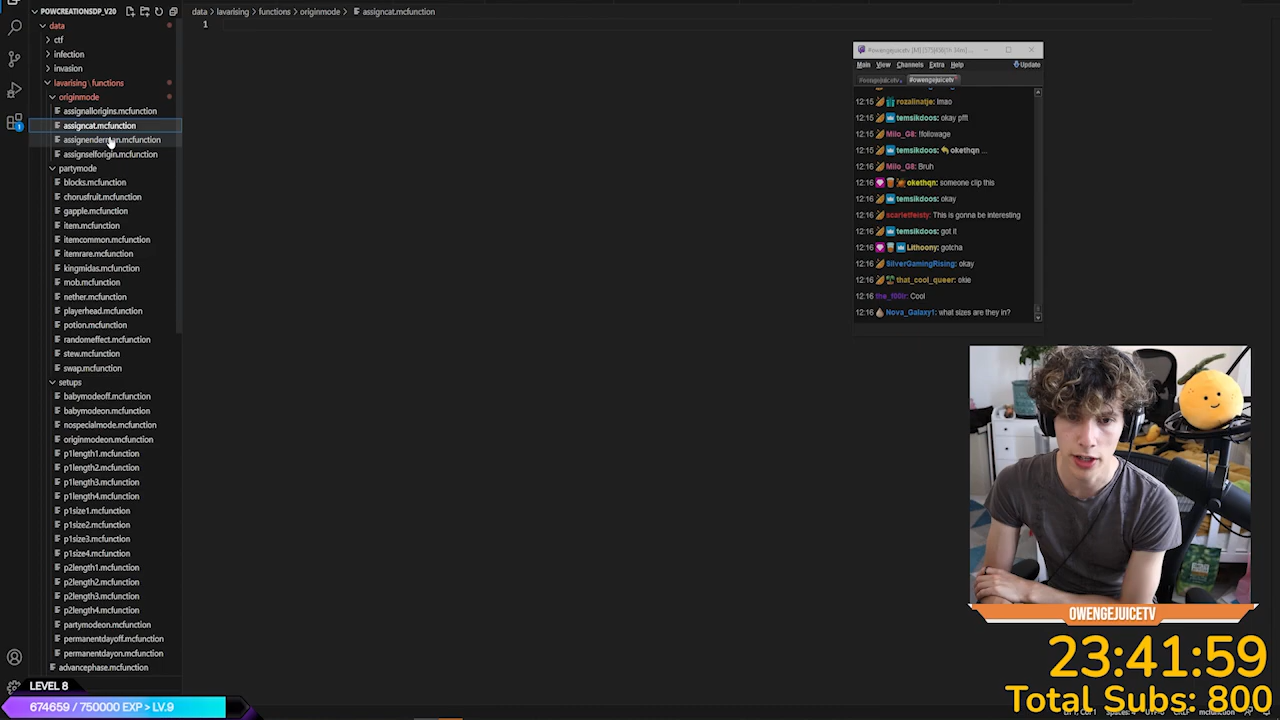 POWCREATIONSDP_V20
data
ctf
infection
invasion
lavarising \ functions
originmode
assignallorigins.mcfunction
assigncat.mcfunction
assignenderman.mcfunction
assignselforigin.mcfunction
partymode
blocks.mcfunction
chorusfruit.mcfunction
gapple.mcfunction
item.mcfunction
itemcommon.mcfunction
itemrare.mcfunction
kingmidas.mcfunction
mob.mcfunction
nether.mcfunction
playerhead.mcfunction
potion.mcfunction
randomeffect.mcfunction
stew.mcfunction
swap.mcfunction
setups
babymodeoff.mcfunction
babymodeon.mcfunction
nospecialmode.mcfunction
originmodeon.mcfunction
p1length1.mcfunction
p1length2.mcfunction
p1length3.mcfunction
p1length4.mcfunction
p1size1.mcfunction
p1size2.mcfunction
p1size3.mcfunction
p1size4.mcfunction
p2length1.mcfunction
p2length2.mcfunction
p2length3.mcfunction
p2length4.mcfunction
partymodeon.mcfunction
permanentdayoff.mcfunction
permanentdayon.mcfunction
advancephase.mcfunction
LEVEL 8
674659 / 750000 EXP > LV.9
data > lavarising > functions > originmode > assigncat.mcfunction
1
Main View Channels Extra Help Update
#owengejuicetv
12:15 rozalinatje: lmao
12:15 temsikdoos: okay pfft
12:15 Milo_G8: !followage
12:15 temsikdoos: okethqn ...
12:16 Milo_G8: Bruh
12:16 okethqn: someone clip this
12:16 temsikdoos: okay
12:16 scarletfeisty: This is gonna be interesting
12:16 temsikdoos: got it
12:16 Lithoony: gotcha
12:16 SilverGamingRising: okay
12:16 that_cool_queer: okie
12:16 the_f00lr: Cool
12:16 Nova_Galaxy1: what sizes are they in?
OWENGEJUICETV
23:41:59
Total Subs: 800